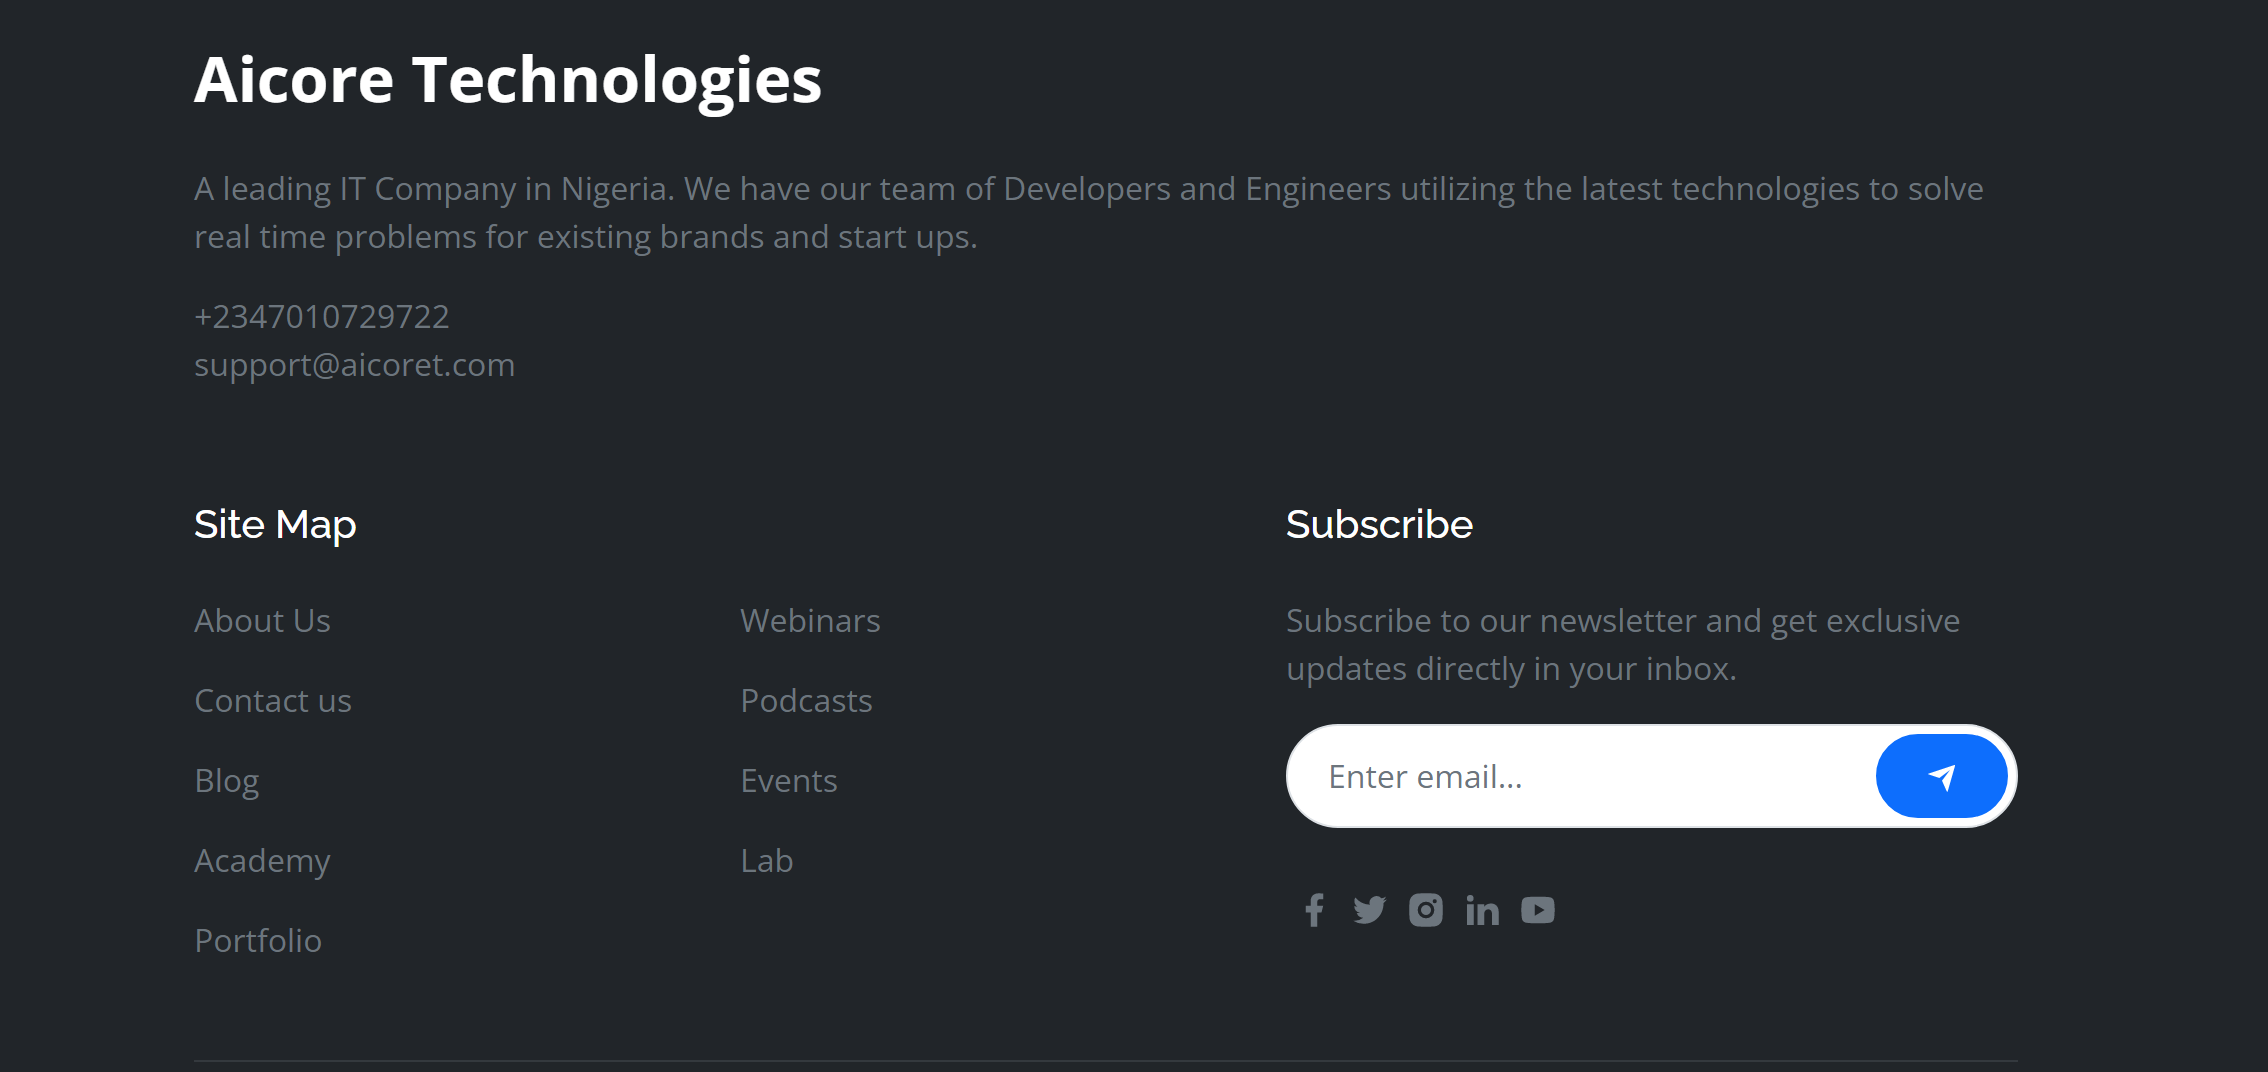 Aicore Technologies
A leading IT Company in Nigeria. We have our team of Developers and Engineers utilizing the latest technologies to solve
real time problems for existing brands and start ups.
+2347010729722
support@aicoret.com
Site Map
About Us
Contact us
Blog
Academy
Portfolio
Webinars
Podcasts
Events
Lab
Subscribe
Subscribe to our newsletter and get exclusive
updates directly in your inbox.
Enter email...